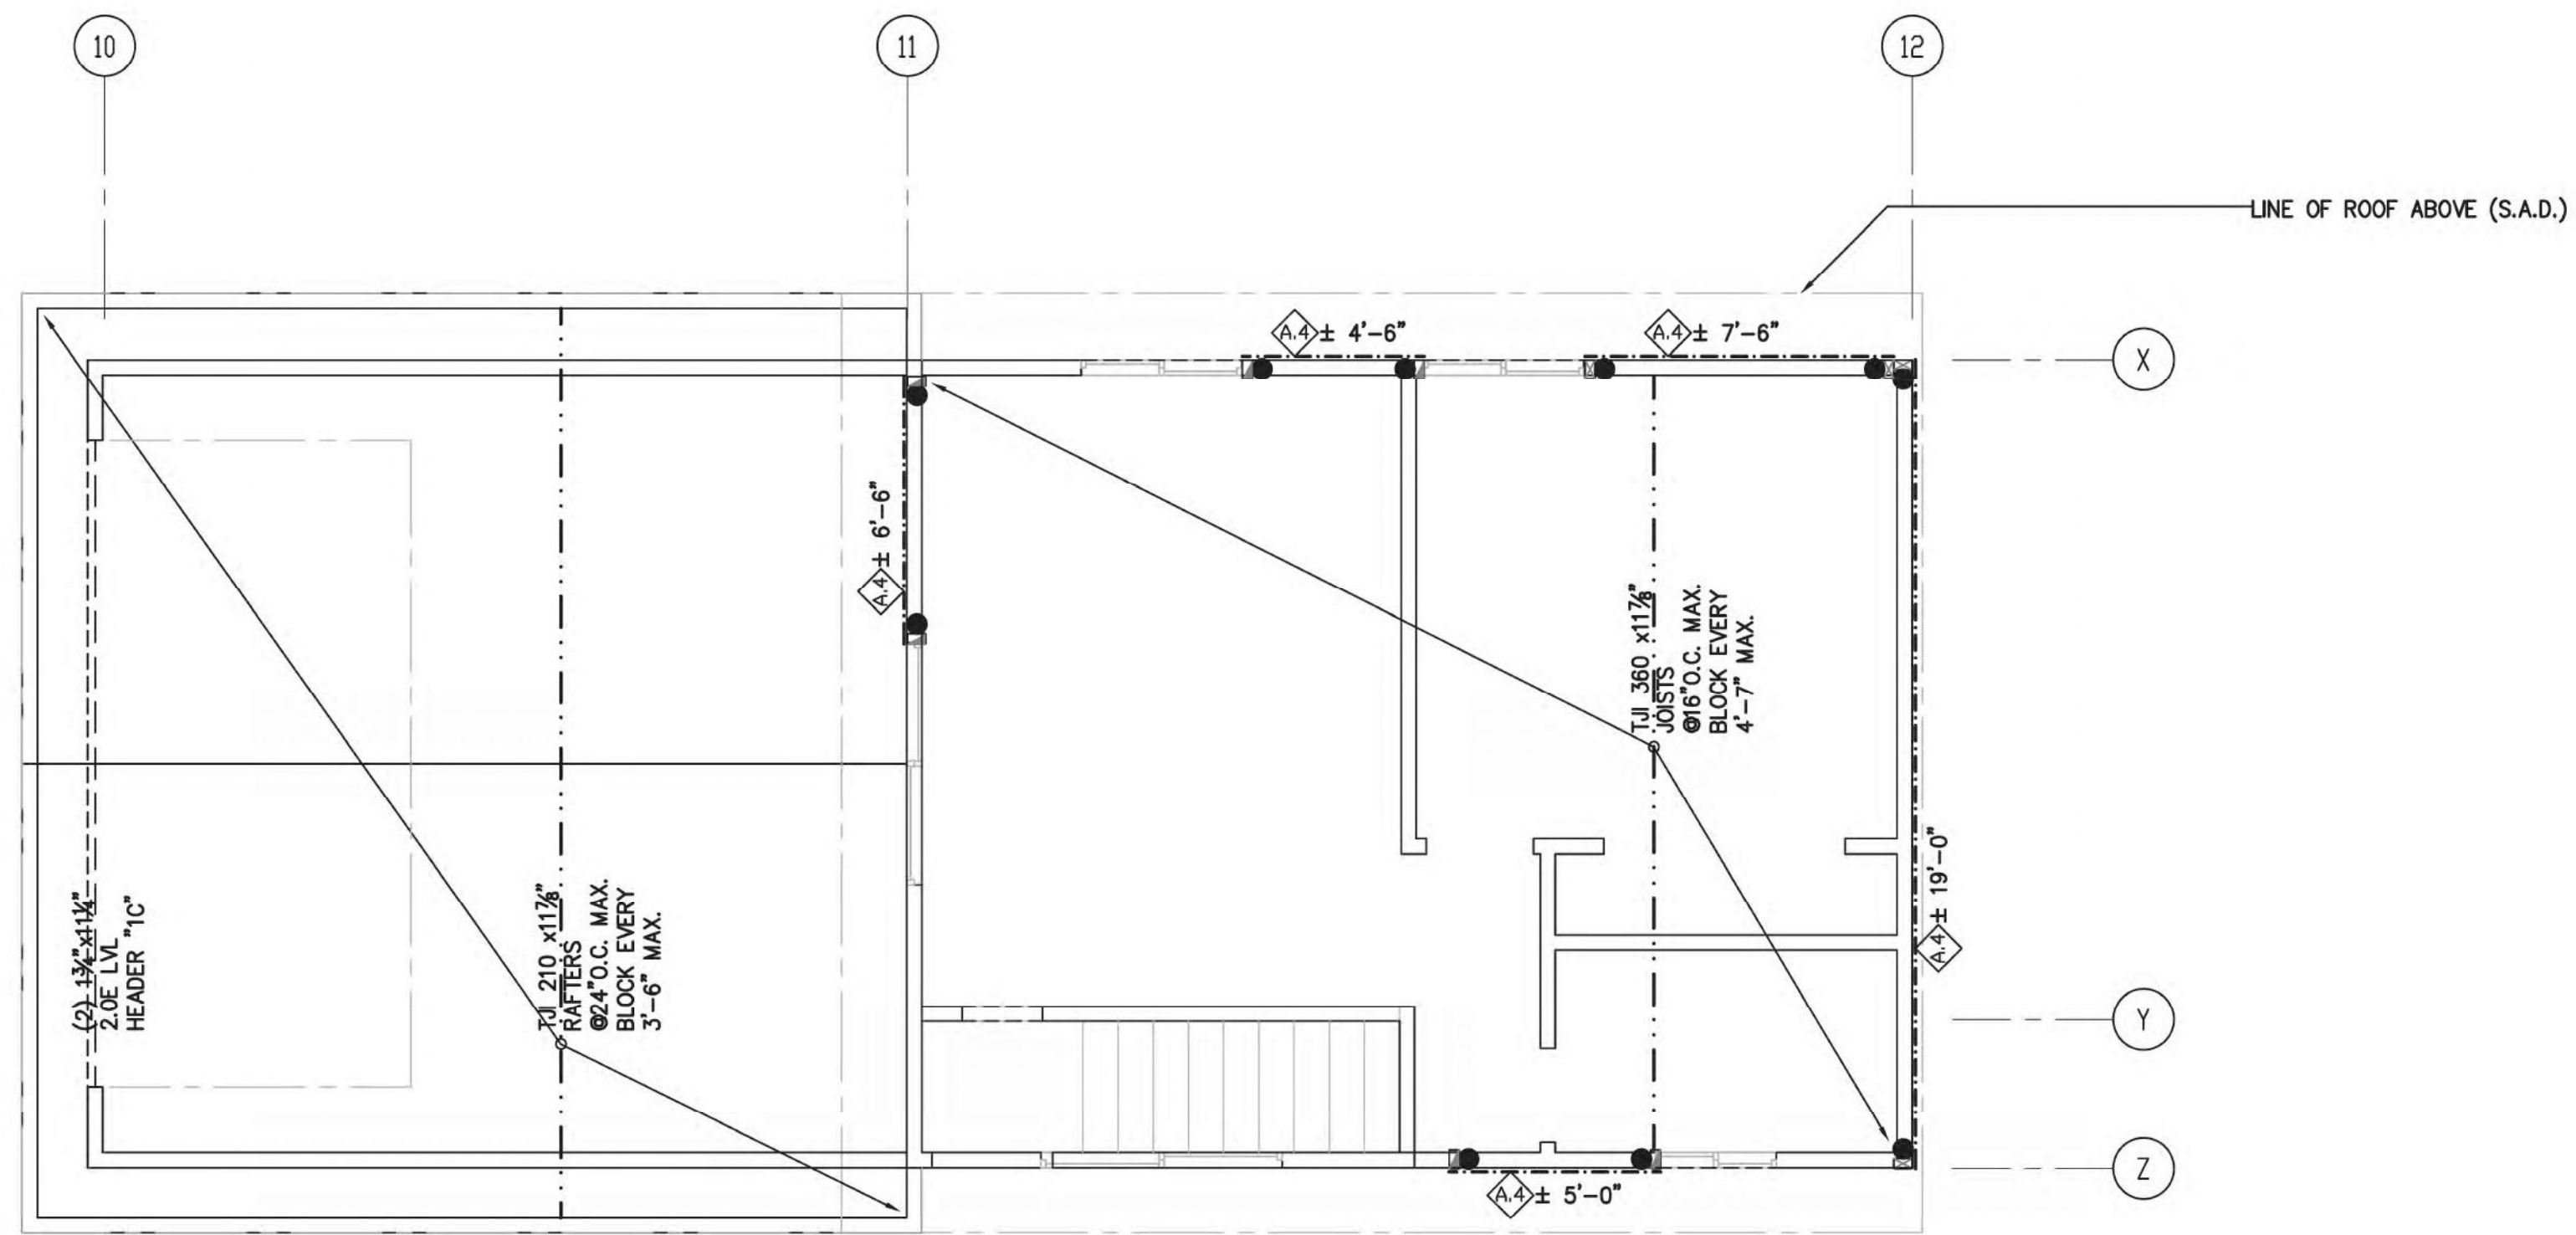 10
11
12
LINE OF ROOF ABOVE (S.A.D.)
A.4 ± 4'-6"
A.4 ± 7'-6"
X
A.4 ± 6'-6"
TJI 360 x11⅞"
JOISTS
@16"O.C. MAX.
BLOCK EVERY
4'-7" MAX.
A.4 ± 19'-0"
(2) 1¾"x11¼"
2.0E LVL
HEADER "1C"
TJI 210 x11⅞"
RAFTERS
@24"O.C. MAX.
BLOCK EVERY
3'-6" MAX.
Y
Z
A.4 ± 5'-0"